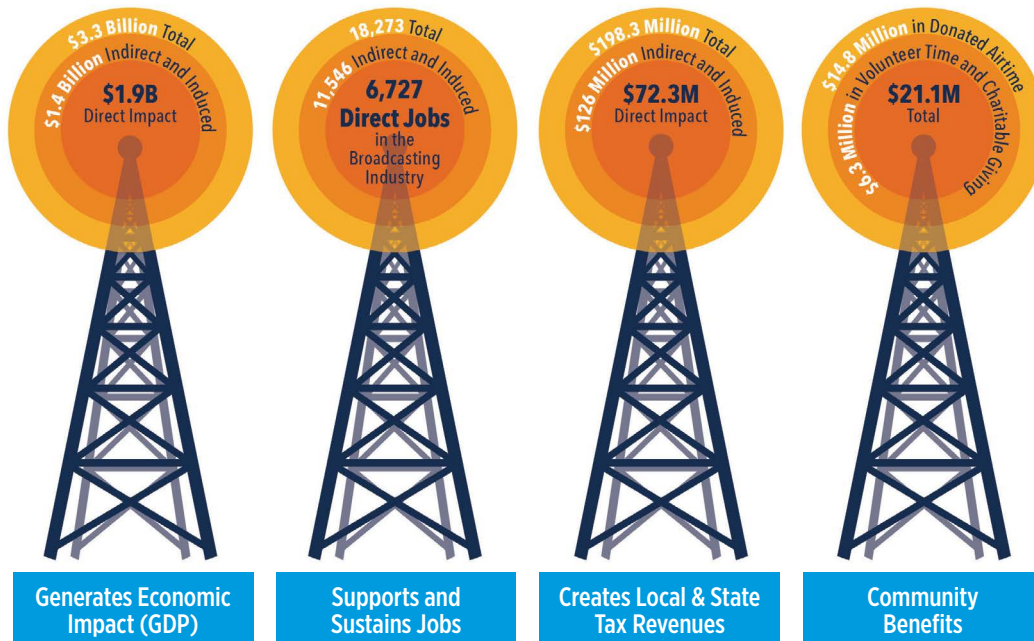 $3.3 Billion Total
$1.4 Billion Indirect and Induced
$1.9B
Direct Impact
Generates Economic
Impact (GDP)
18,273 Total
11,546 Indirect and Induced
6,727
Direct Jobs
in the
Broadcasting
Industry
Supports and
Sustains Jobs
$198.3 Million Total
$126 Million Indirect and Induced
$72.3M
Direct Impact
Creates Local & State
Tax Revenues
$14.8 Million in Donated Airtime
$6.3 Million in Volunteer Time and Charitable Giving
$21.1M
Total
Community
Benefits